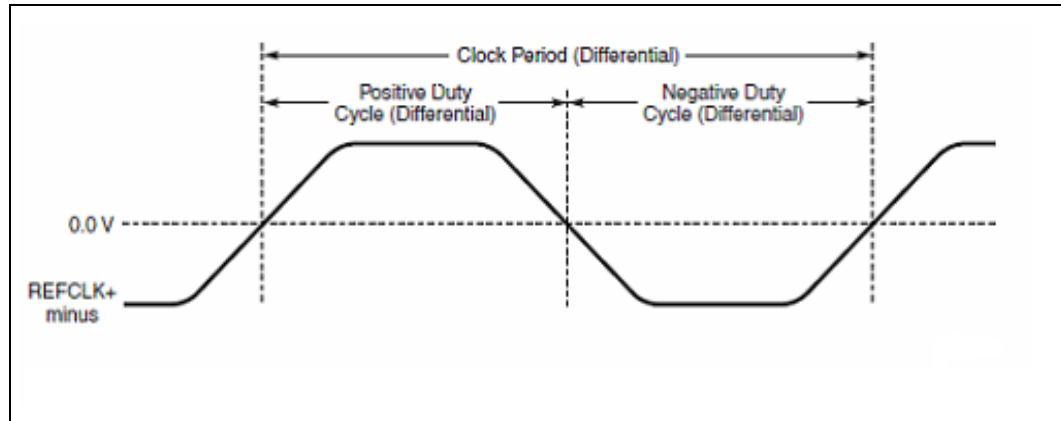 Clock Period (Differential)
Positive Duty
Cycle (Differential)
Negative Duty
Cycle (Differential)
0.0 V
REFCLK+
minus